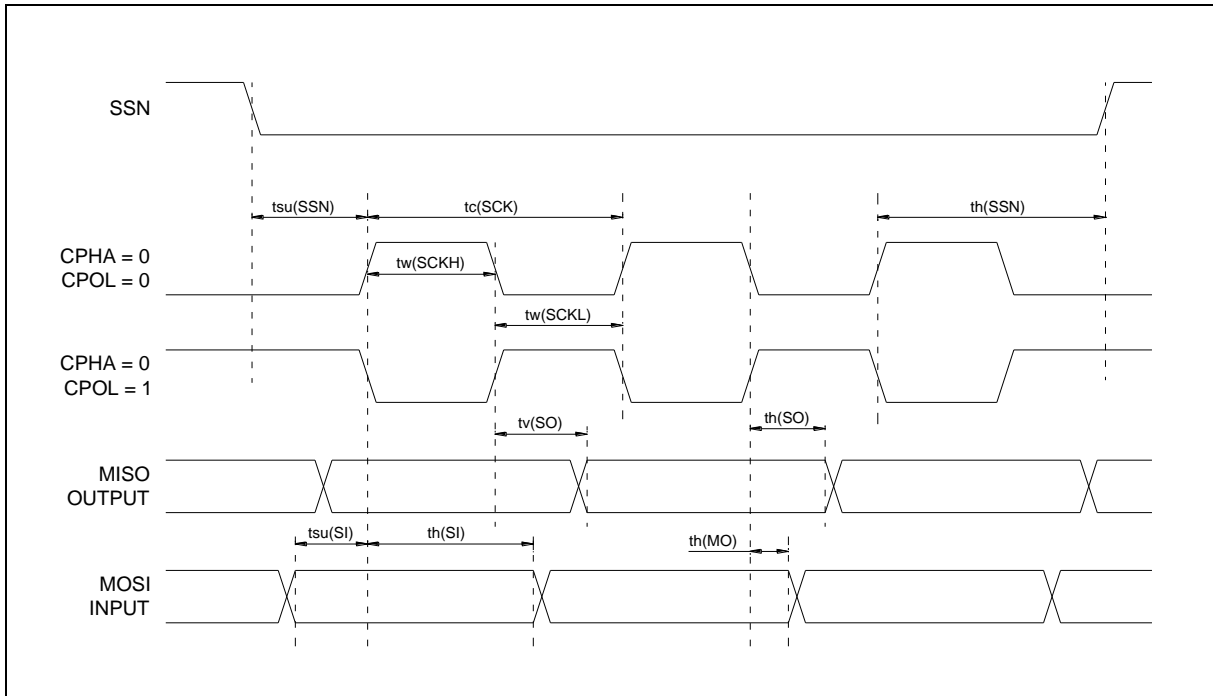 SSN
tsu(SSN)
tc(SCK)
th(SSN)
CPHA = 0
CPOL = 0
tw(SCKH)
tw(SCKL)
CPHA = 0
CPOL = 1
tv(SO)
th(SO)
MISO
OUTPUT
tsu(SI)
th(SI)
th(MO)
MOSI
INPUT